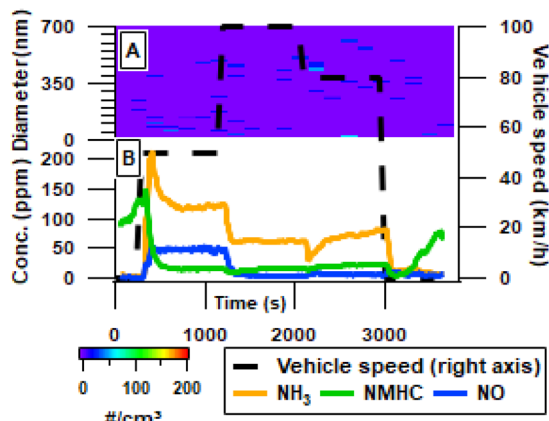 700
A
350
0
Diameter(nm)
100
80
60
40
20
0
Vehicle speed (km/h)
B
200
150
100
50
0
Conc. (ppm)
Time (s)
0 1000 2000 3000
0 100 200
#/cm³
Vehicle speed (right axis)
NH₃ NMHC NO